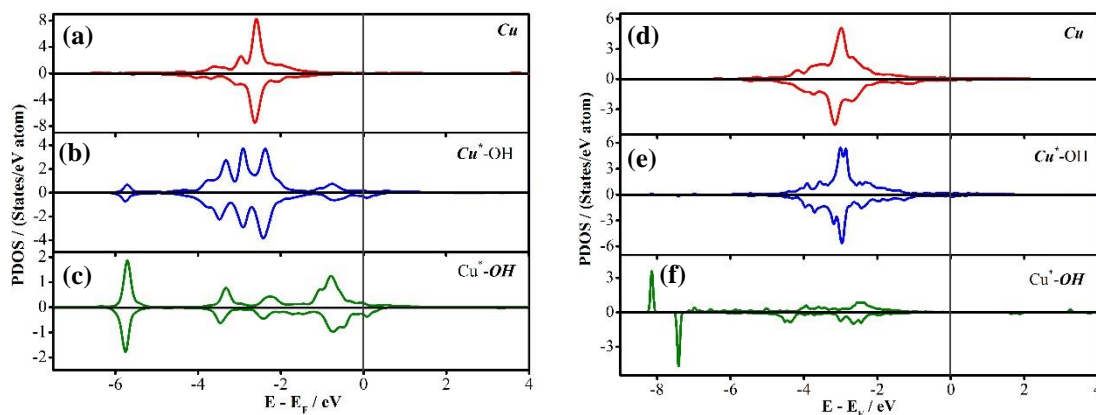 (a)
Cu
8
4
0
-4
-8
(b)
Cu*-OH
4
2
0
-2
-4
(c)
Cu*-OH
2
1
0
-1
-2
-6
-4
-2
0
2
4
E - E_F / eV
PDOS / (States/eV atom)
(d)
Cu
6
3
0
-3
(e)
Cu*-OH
6
3
0
-3
-6
(f)
Cu*-OH
3
0
-3
-8
-6
-4
-2
0
2
4
E - E_F / eV
PDOS / (States/eV atom)